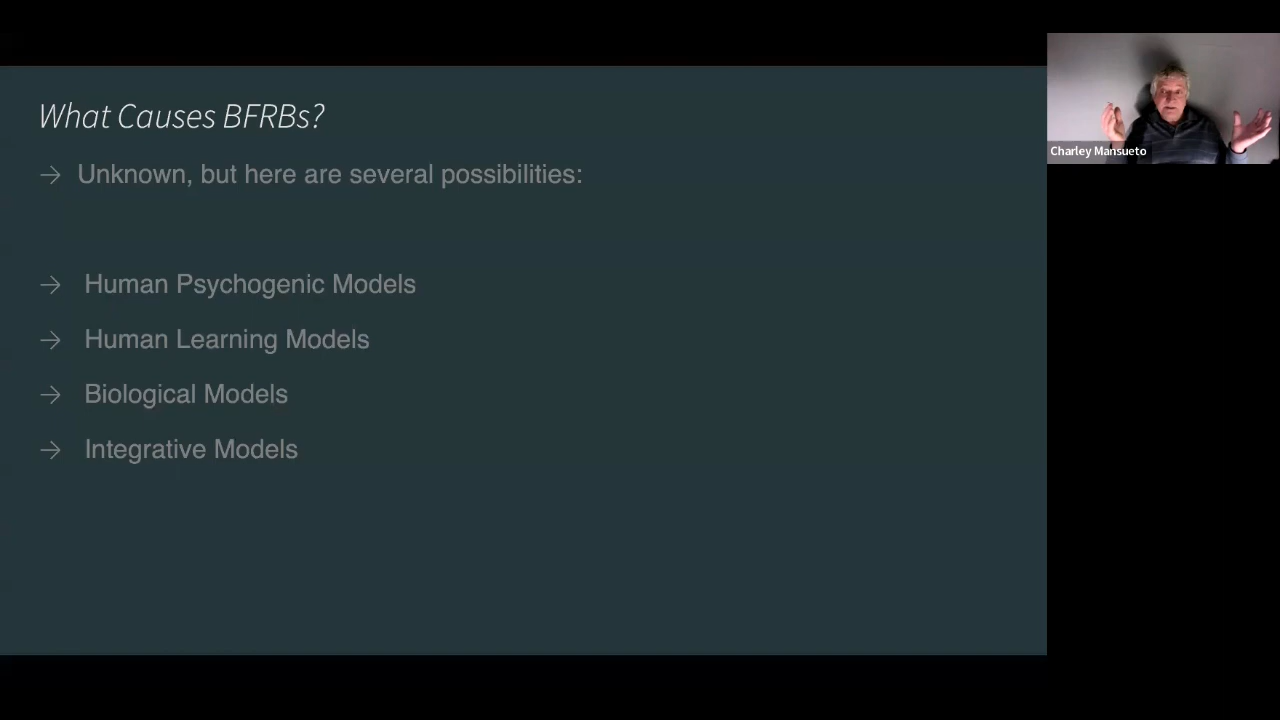 What Causes BFRBs?
→ Unknown, but here are several possibilities:
→ Human Psychogenic Models
→ Human Learning Models
→ Biological Models
→ Integrative Models
Charley Mansueto